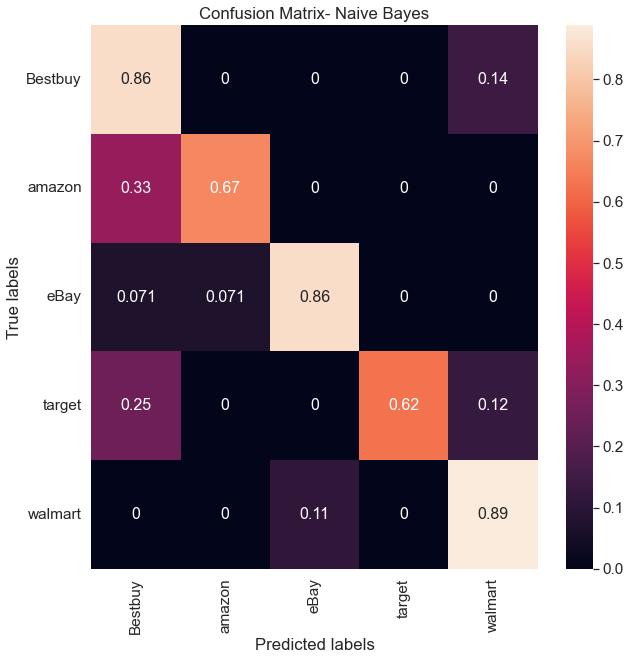 Confusion Matrix- Naive Bayes
Bestbuy 0.86 0 0 0 0.14
amazon 0.33 0.67 0 0 0
eBay 0.071 0.071 0.86 0 0
target 0.25 0 0 0.62 0.12
walmart 0 0 0.11 0 0.89
True labels
Bestbuy amazon eBay target walmart
Predicted labels
0.8
0.7
0.6
0.5
0.4
0.3
0.2
0.1
0.0